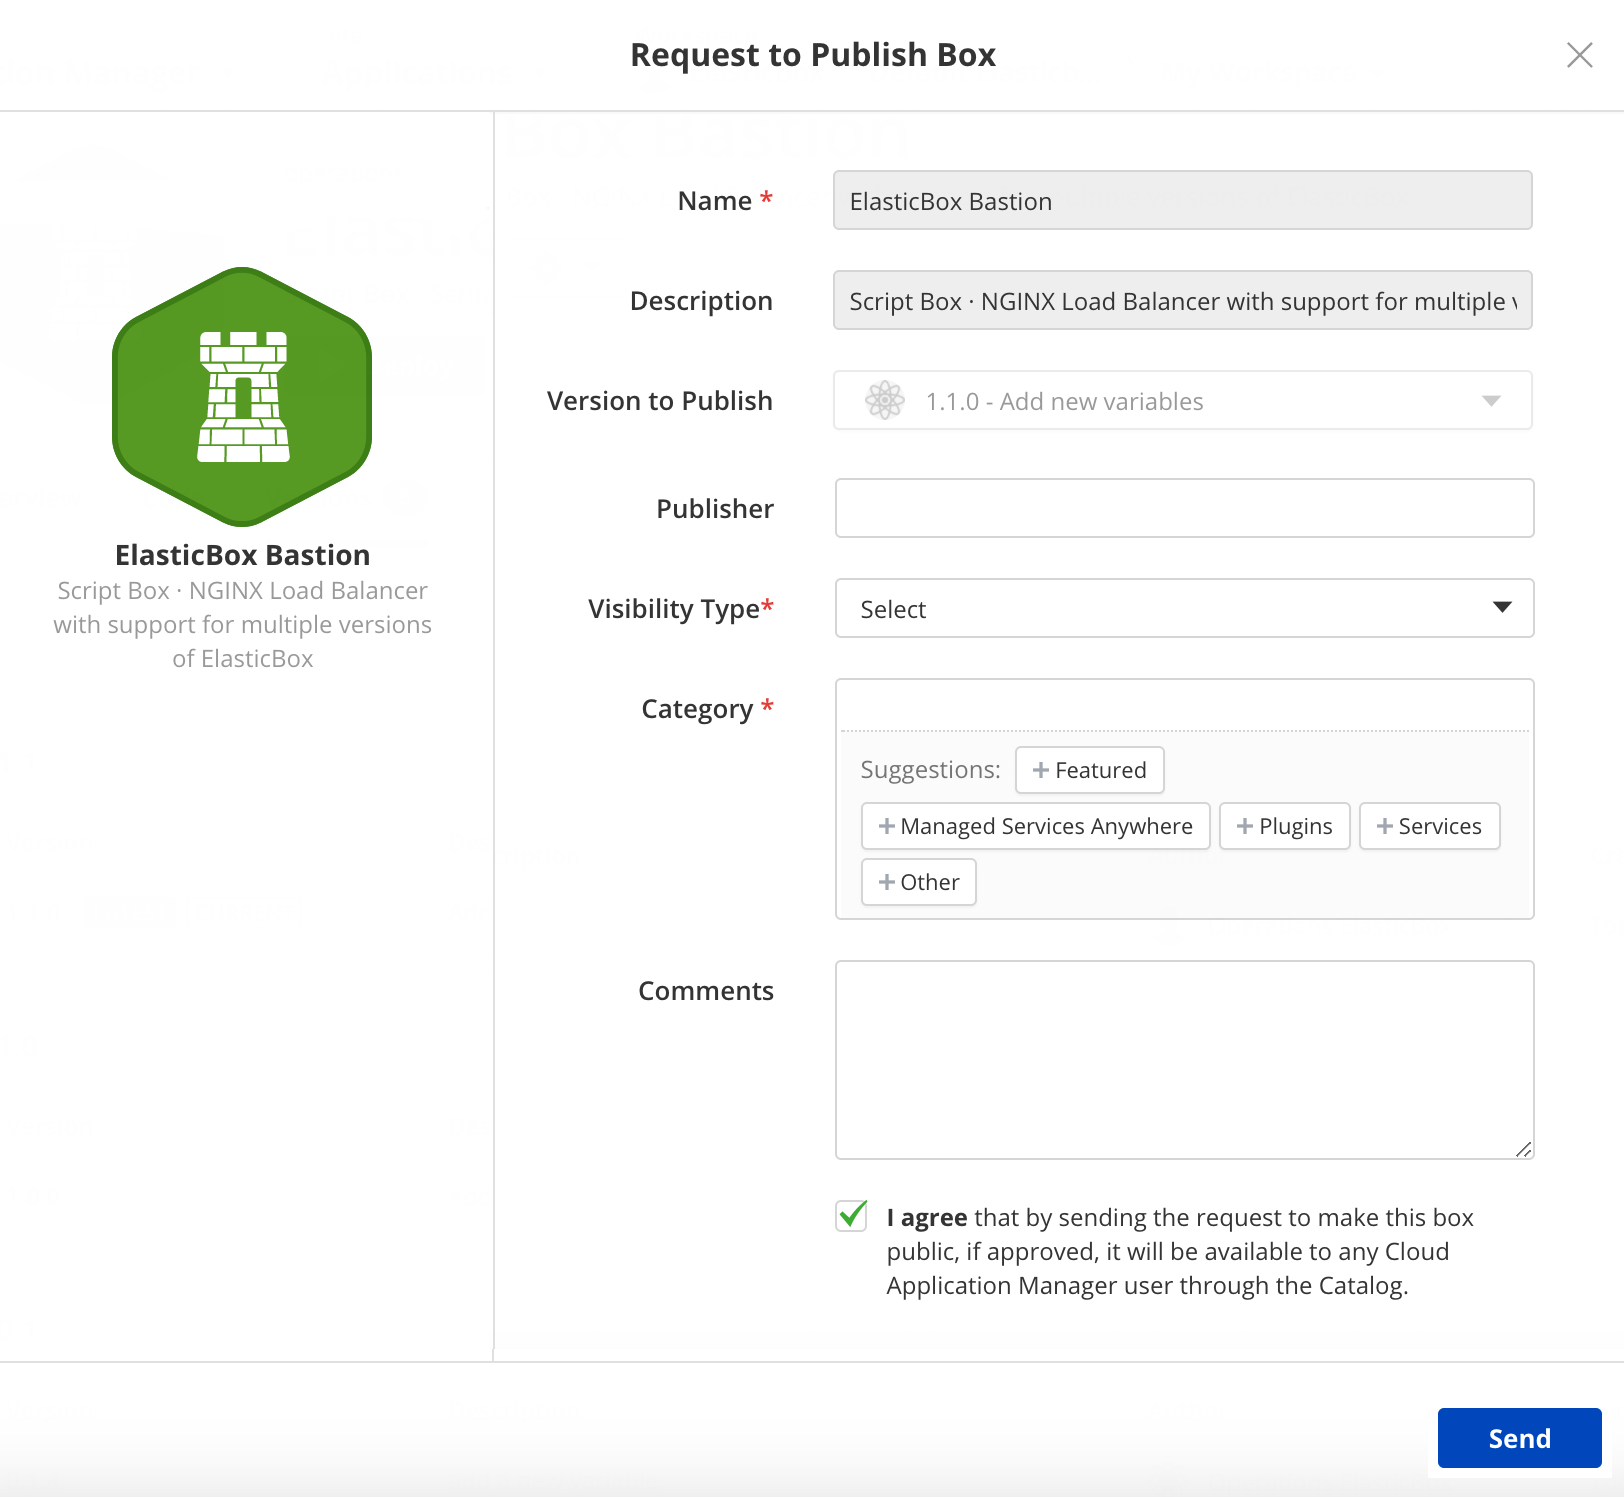 Request to Publish Box
ElasticBox Bastion
Script Box · NGINX Load Balancer
with support for multiple versions
of ElasticBox
Name *
ElasticBox Bastion
Description
Script Box · NGINX Load Balancer with support for multiple
Version to Publish
1.1.0 - Add new variables
Publisher
Visibility Type*
Select
Category *
Suggestions: + Featured
+ Managed Services Anywhere + Plugins + Services
+ Other
Comments
I agree that by sending the request to make this box
public, if approved, it will be available to any Cloud
Application Manager user through the Catalog.
Send